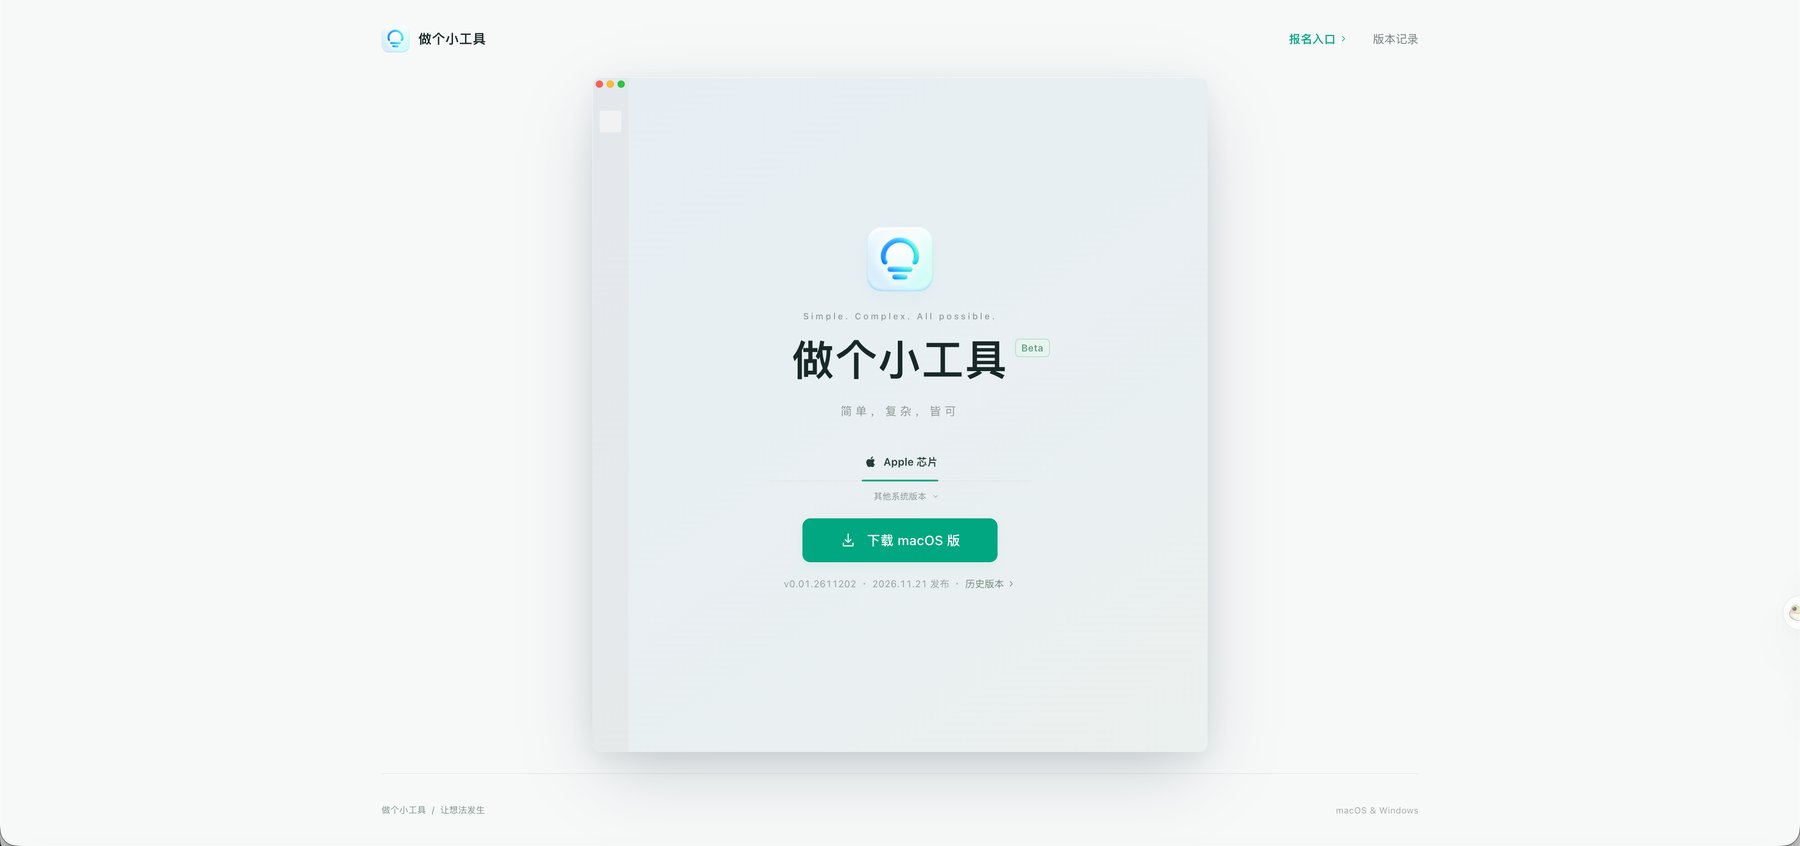 做个小工具
报名入口 >
版本记录
Simple. Complex. All possible.
做个小工具 Beta
简单，复杂，皆可
Apple 芯片
其他系统版本
下载 macOS 版
v0.01.2611202 · 2026.11.21 发布 · 历史版本 >
做个小工具 / 让想法发生
macOS & Windows